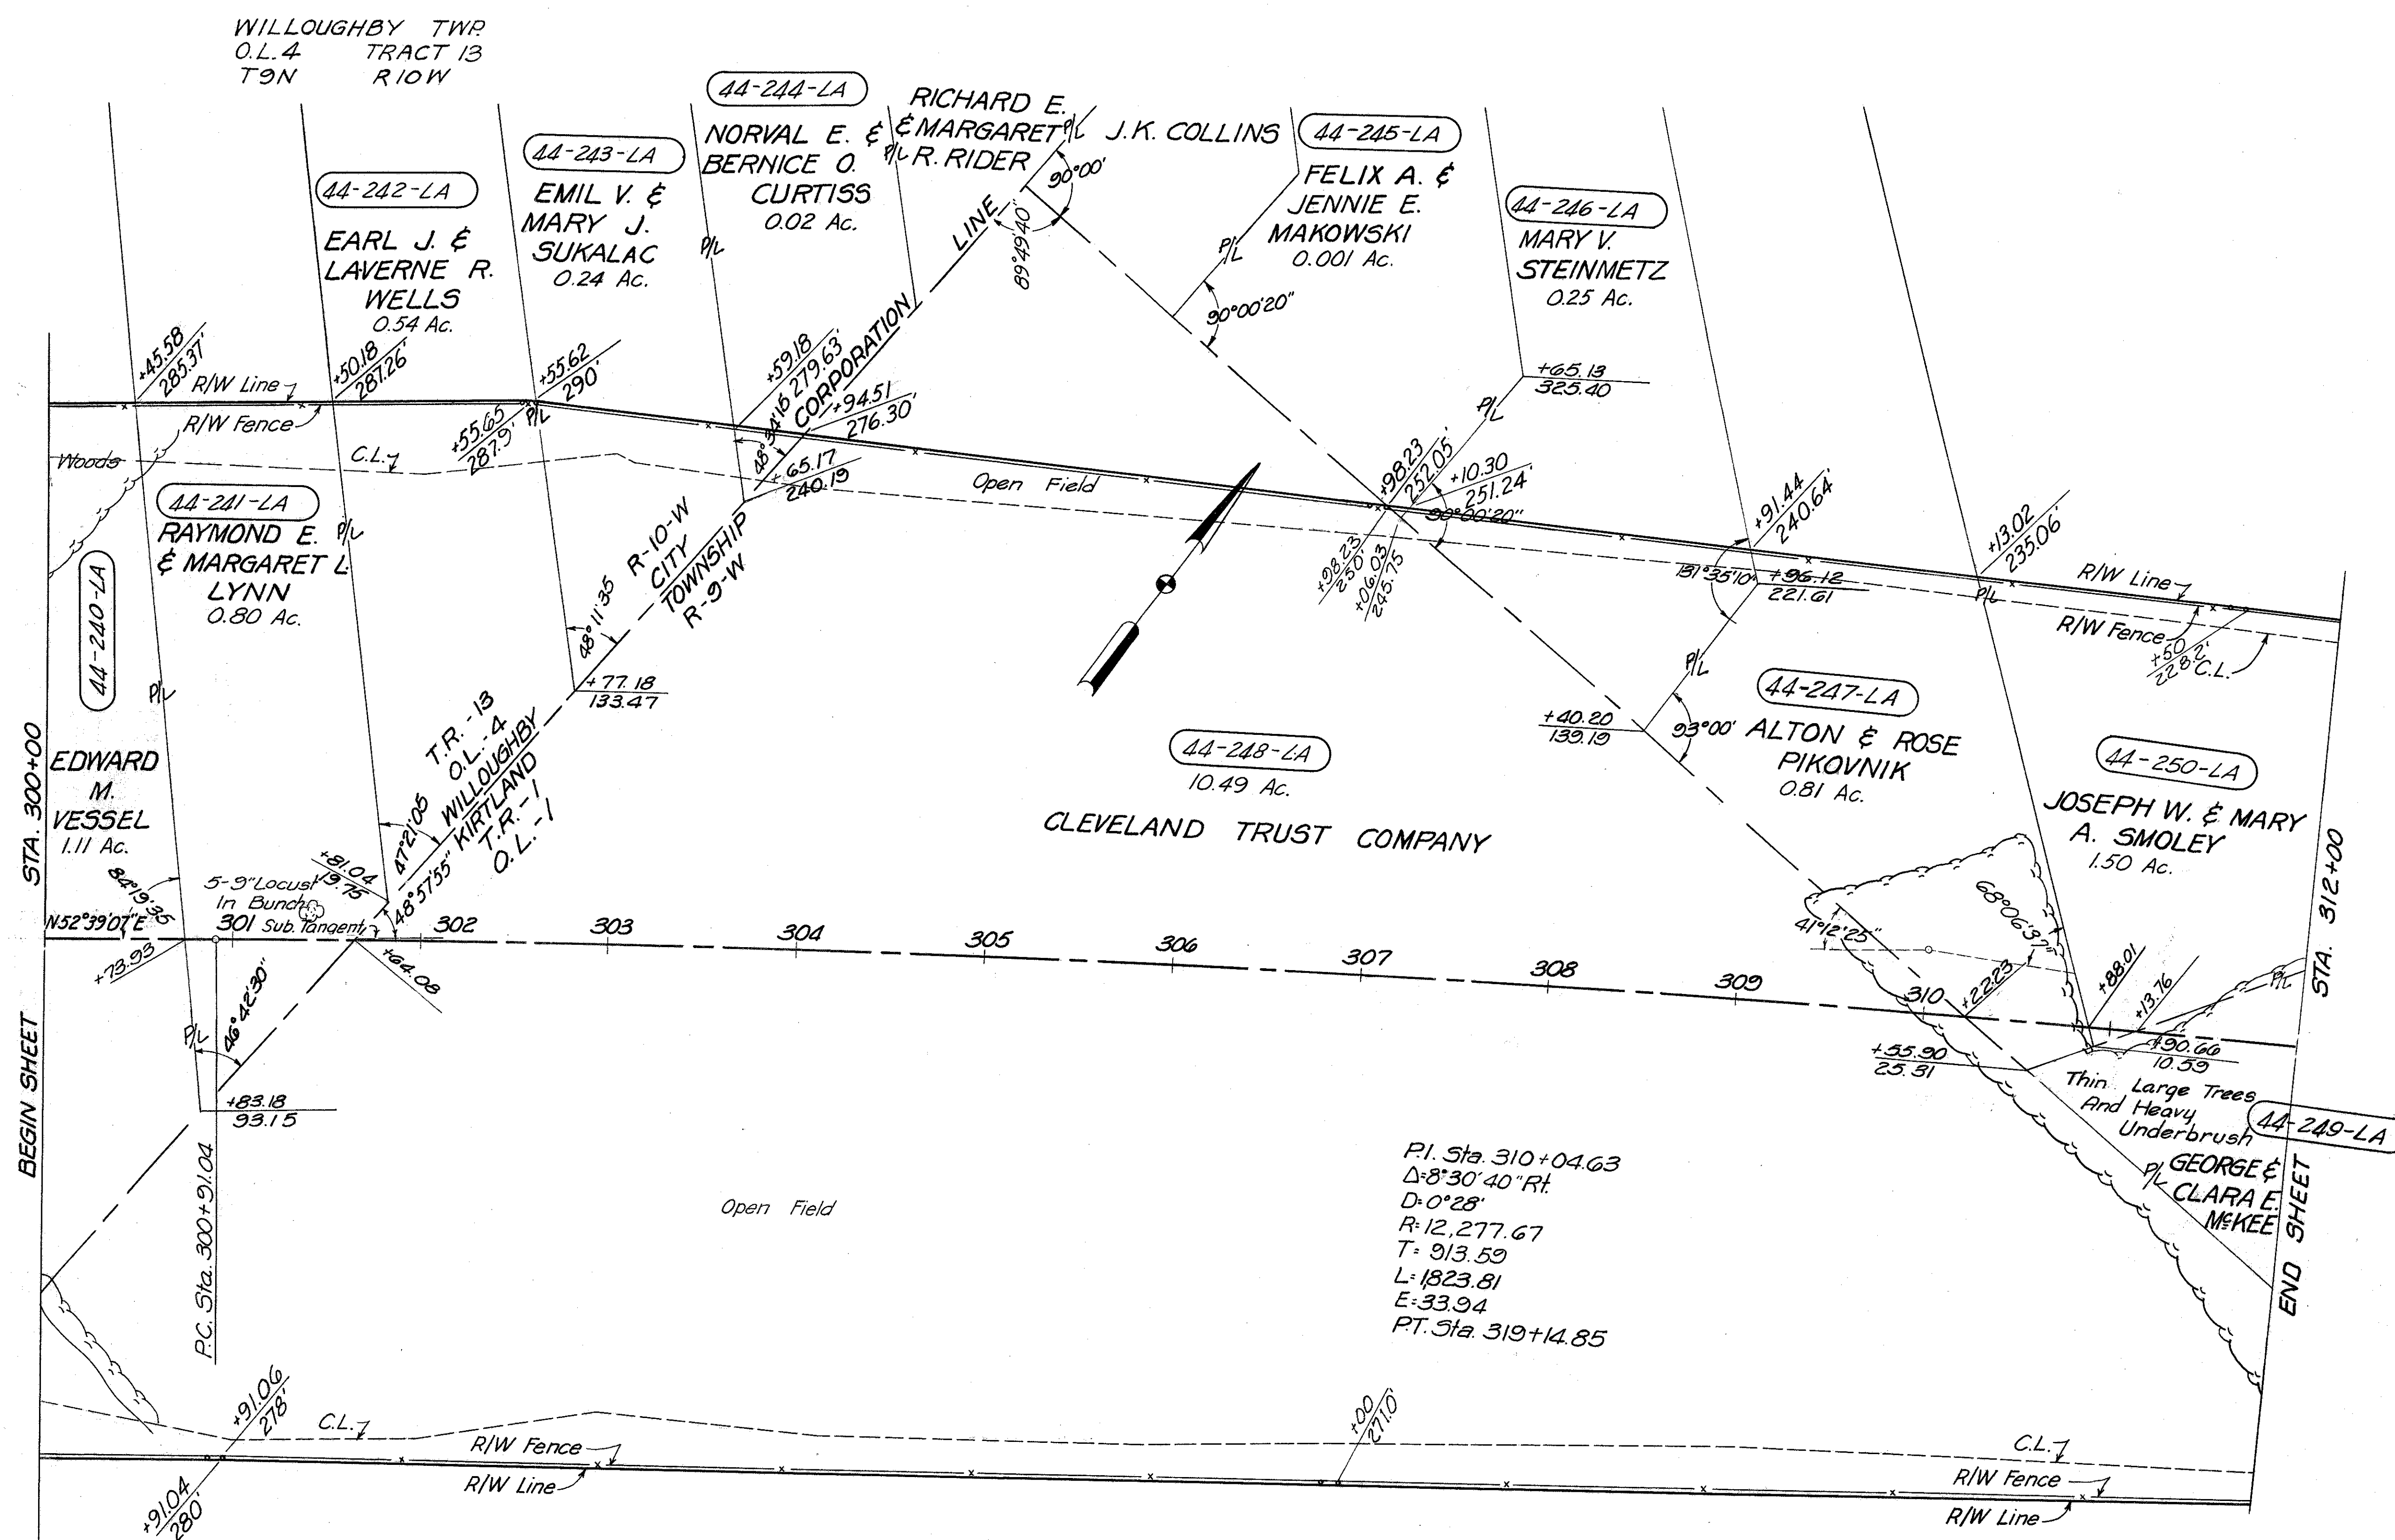 WILLOUGHBY TWP.
O.L.4 TRACT 13
T9N R10W
44-244-LA
NORVAL E. &
BERNICE O.
CURTISS
0.02 Ac.
RICHARD E.
& MARGARET
R. RIDER
P/L
P/L
J.K. COLLINS
90°00'
89°49'40"
44-245-LA
FELIX A. &
JENNIE E.
MAKOWSKI
0.001 Ac.
P/L
90°00'20"
44-243-LA
EMIL V. &
MARY J.
SUKALAC
0.24 Ac.
P/L
44-242-LA
EARL J. &
LAVERNE R.
WELLS
0.54 Ac.
44-246-LA
MARY V.
STEINMETZ
0.25 Ac.
+65.13
325.40
P/L
+45.58
285.37'
R/W Line
R/W Fence
+50.18
287.26'
+55.62
290'
+55.65
287.9'
P/L
+59.18
279.63'
CORPORATION LINE
+94.51
276.30'
48°34'16
+65.17
240.19
Woods
C.L.
Open Field
+98.23
252.05'
+10.30
251.24'
90°00'20"
+98.23
250'
+06.03
245.75
+91.44
240.64'
131°35'10"
+96.12
221.61
+13.02
235.06'
P/L
R/W Line
R/W Fence
+50
228.2'
C.L.
44-241-LA
RAYMOND E.
& MARGARET L.
LYNN
0.80 Ac.
P/L
44-240-LA
P/L
EDWARD
M.
VESSEL
1.11 Ac.
R-10-W
CITY
TOWNSHIP
R-9-W
48°11'35
+77.18
133.47
T.R.-13
O.L.-4
WILLOUGHBY
KIRTLAND
T.R.-1
O.L.-1
47°21'05
48°57'55"
+81.04
19.75
P/L
+40.20
139.19
93°00'
44-247-LA
ALTON & ROSE
PIKOVNIK
0.81 Ac.
44-248-LA
10.49 Ac.
CLEVELAND TRUST COMPANY
44-250-LA
JOSEPH W. & MARY
A. SMOLEY
1.50 Ac.
STA. 300+00
STA. 312+00
84°19'35
5-9" Locust
In Bunch
N52°39'07"E
301
Sub. Tangent
302
303
304
305
306
307
308
309
310
+73.93
+64.08
41°12'25"
68°06'37"
+22.23
+88.01
+13.76
P/L
P/L
46°42'30"
+83.18
93.15
+55.90
25.31
+90.66
10.59
Thin Large Trees
And Heavy
Underbrush
44-249-LA
GEORGE &
CLARA E.
McKEE
P/L
BEGIN SHEET
END SHEET
P.C. Sta. 300+91.04
Open Field
P.I. Sta. 310+04.63
Δ=8°30'40"Rt.
D=0°28'
R=12,277.67
T= 913.59
L=1,823.81
E=33.94
P.T. Sta. 319+14.85
+91.06
278'
C.L.
R/W Fence
R/W Line
+91.04
280'
+00
271.0'
C.L.
R/W Fence
R/W Line